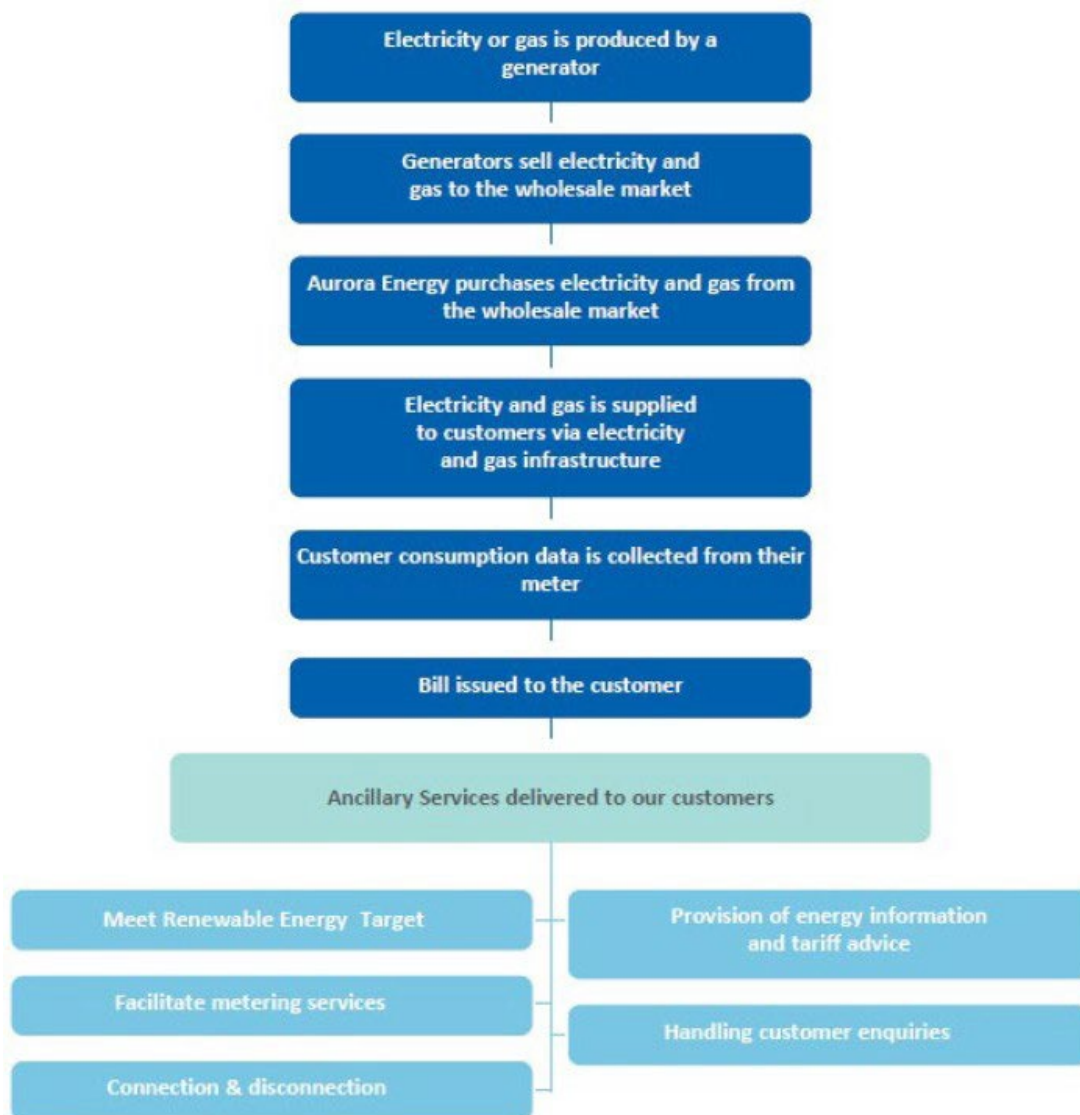 Electricity or gas is produced by a
generator
Generators sell electricity and
gas to the wholesale market
Aurora Energy purchases electricity and gas from
the wholesale market
Electricity and gas is supplied
to customers via electricity
and gas infrastructure
Customer consumption data is collected from their
meter
Bill issued to the customer
Ancillary Services delivered to our customers
Meet Renewable Energy Target
Provision of energy information
and tariff advice
Facilitate metering services
Handling customer enquiries
Connection & disconnection